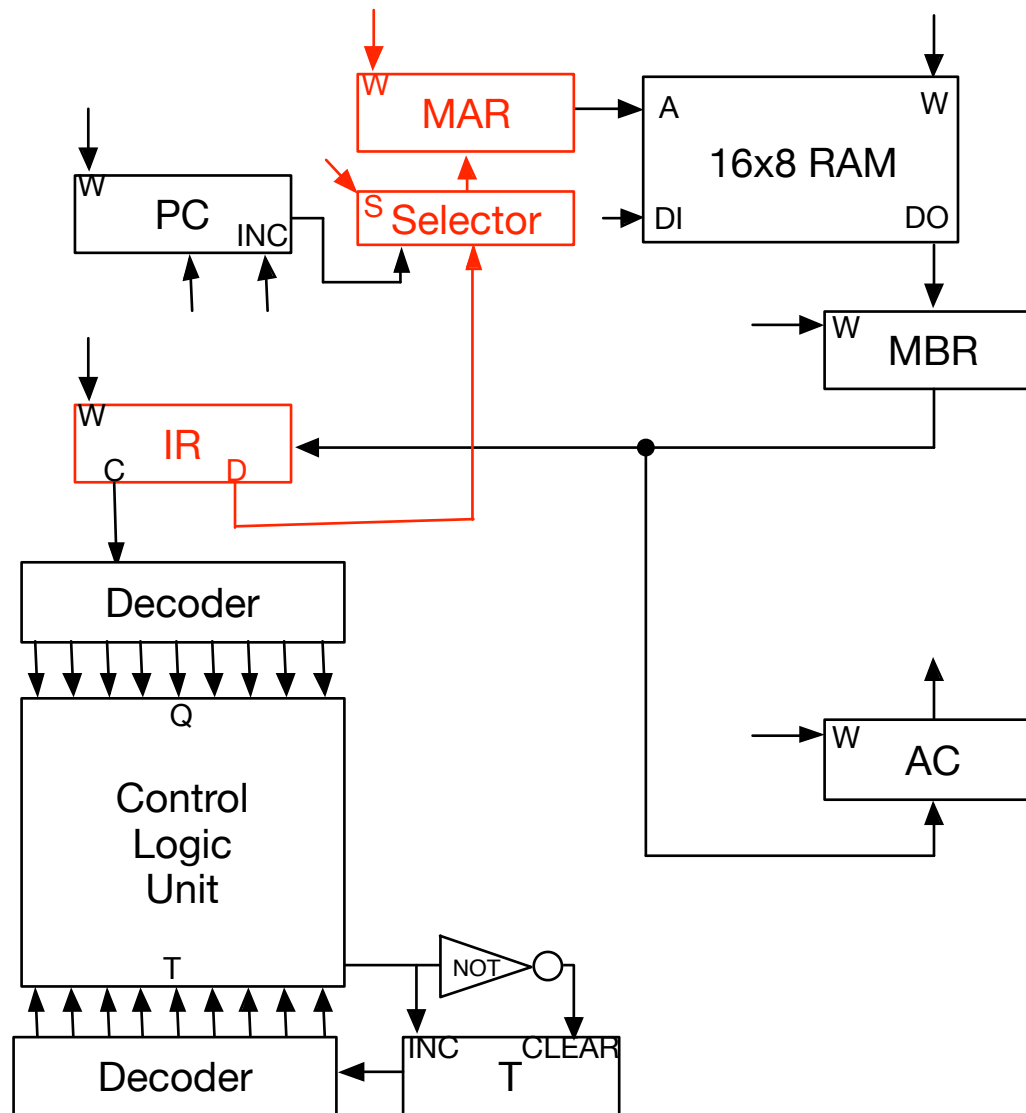 W
MAR
A
W
16x8 RAM
DI
DO
S
Selector
W
PC
INC
W
MBR
W
IR
C
D
Decoder
Q
Control
Logic
Unit
T
W
AC
NOT
INC
CLEAR
T
Decoder